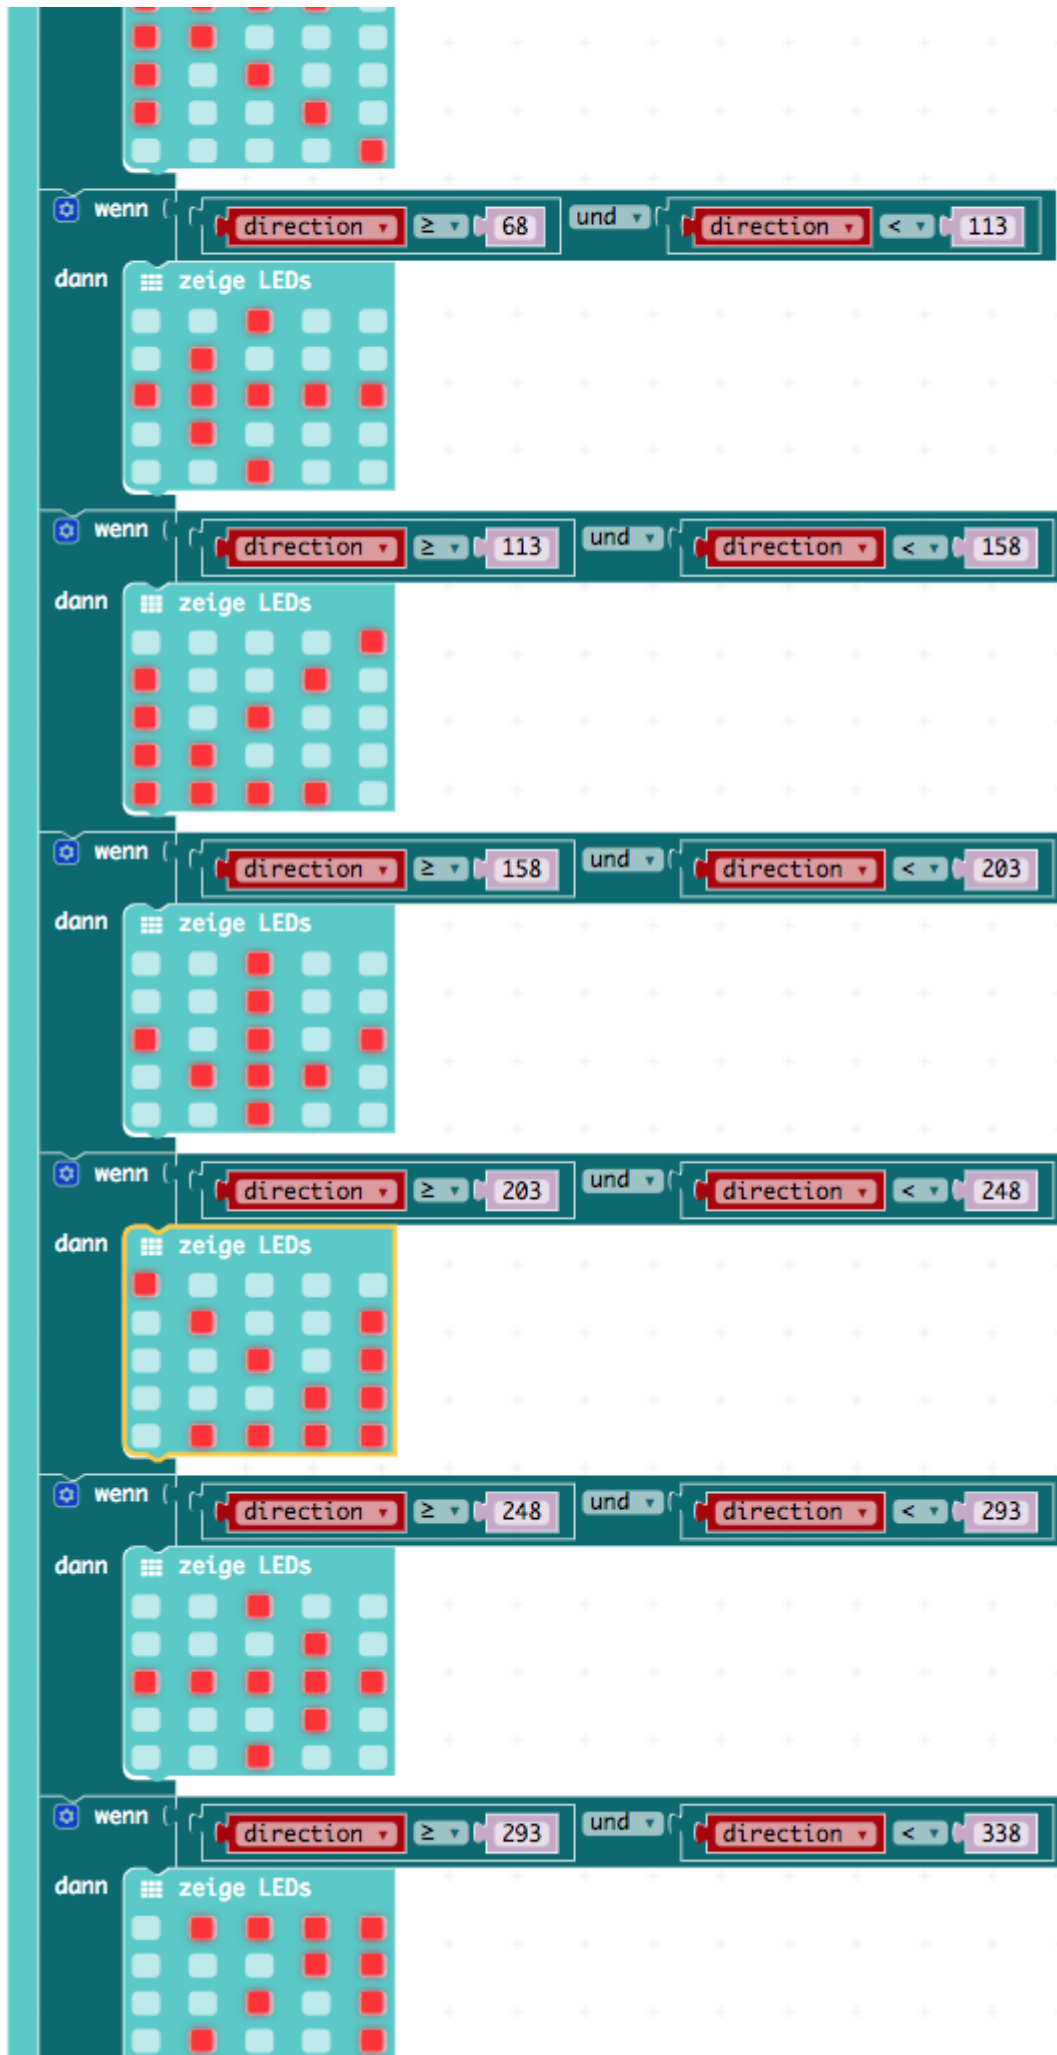 wenn direction ≥ 68 und direction < 113
dann zeige LEDs
wenn direction ≥ 113 und direction < 158
dann zeige LEDs
wenn direction ≥ 158 und direction < 203
dann zeige LEDs
wenn direction ≥ 203 und direction < 248
dann zeige LEDs
wenn direction ≥ 248 und direction < 293
dann zeige LEDs
wenn direction ≥ 293 und direction < 338
dann zeige LEDs